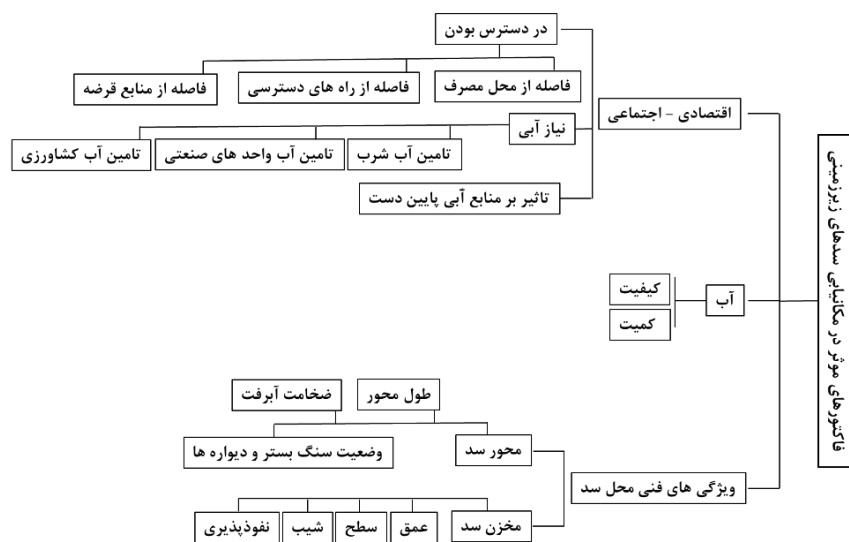 فاکتورهای موثر در مکانیابی سدهای زیرزمینی
اقتصادی - اجتماعی
در دسترس بودن
فاصله از محل مصرف
فاصله از راه های دسترسی
فاصله از منابع قرضه
نیاز آبی
تامین آب شرب
تامین آب واحد های صنعتی
تامین آب کشاورزی
تاثیر بر منابع آبی پایین دست
آب
کیفیت
کمیت
ویژگی های فنی محل سد
محور سد
طول محور
ضخامت آبرفت
وضعیت سنگ بستر و دیواره ها
مخزن سد
عمق
سطح
شیب
نفوذپذیری